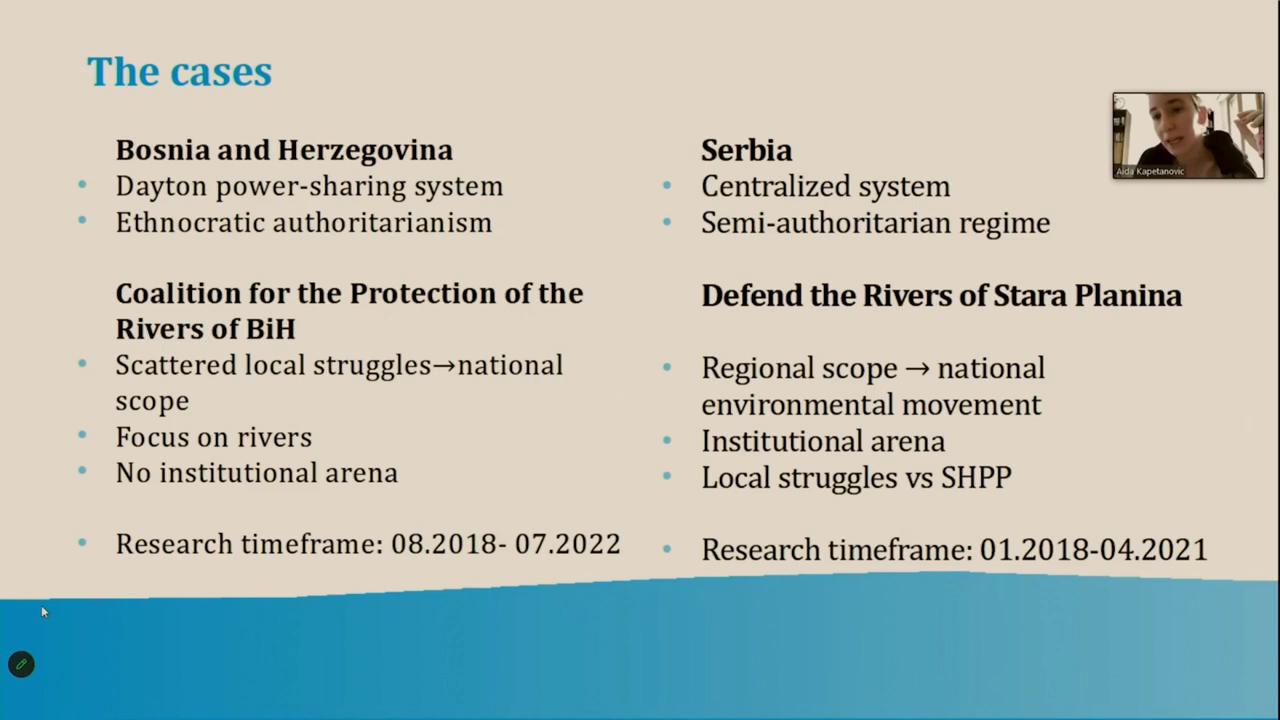 The cases
Bosnia and Herzegovina
Dayton power-sharing system
Ethnocratic authoritarianism
Coalition for the Protection of the
Rivers of BiH
Scattered local struggles→national
scope
Focus on rivers
No institutional arena
Research timeframe: 08.2018- 07.2022
Serbia
Centralized system
Semi-authoritarian regime
Defend the Rivers of Stara Planina
Regional scope → national
environmental movement
Institutional arena
Local struggles vs SHPP
Research timeframe: 01.2018-04.2021
Aida Kapetanovic